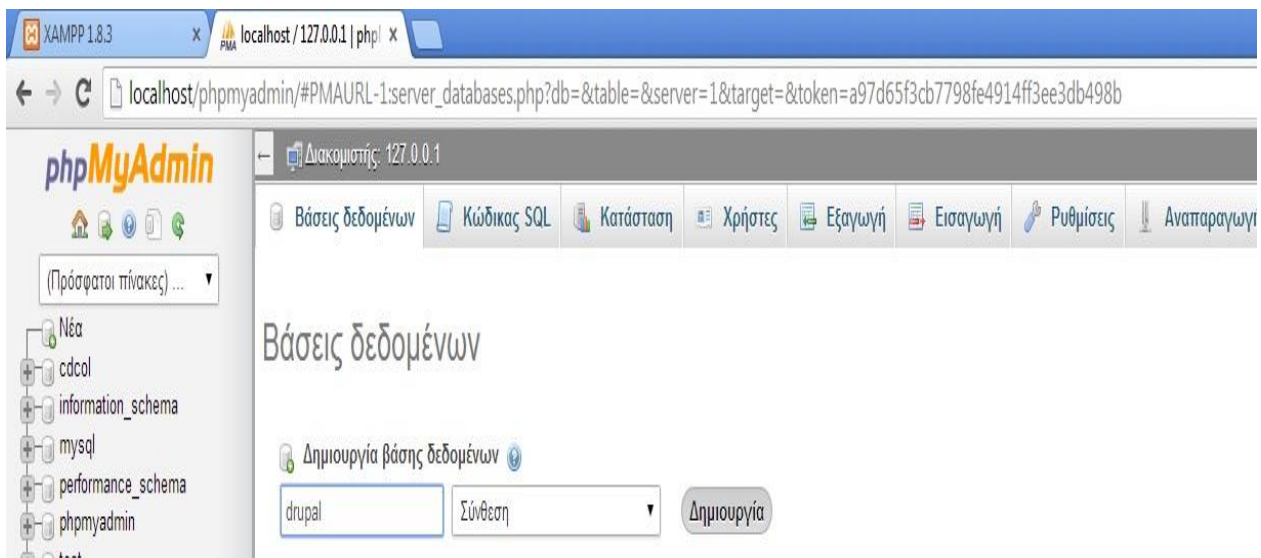 XAMPP 1.8.3
localhost / 127.0.0.1 | phpl
localhost/phpmyadmin/#PMAURL-1:server_databases.php?db=&table=&server=1&target=&token=a97d65f3cb7798fe4914ff3ee3db498b
phpMyAdmin
(Πρόσφατοι πίνακες) ...
Νέα
cdcol
information_schema
mysql
performance_schema
phpmyadmin
Διακομιστής: 127.0.0.1
Βάσεις δεδομένων Κώδικας SQL Κατάσταση Χρήστες Εξαγωγή Εισαγωγή Ρυθμίσεις Αναπαραγωγή
Βάσεις δεδομένων
Δημιουργία βάσης δεδομένων
drupal Σύνθεση Δημιουργία